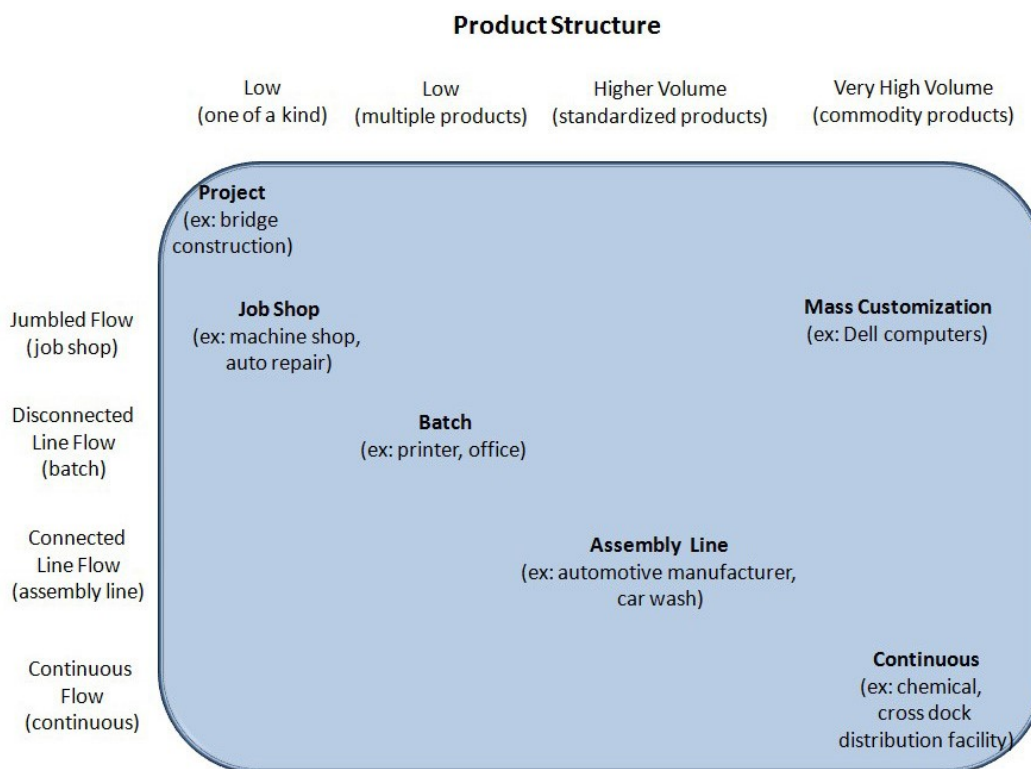 Product Structure
Low
(one of a kind)
Low
(multiple products)
Higher Volume
(standardized products)
Very High Volume
(commodity products)
Project
(ex: bridge
construction)
Jumbled Flow
(job shop)
Job Shop
(ex: machine shop,
auto repair)
Mass Customization
(ex: Dell computers)
Disconnected
Line Flow
(batch)
Batch
(ex: printer, office)
Connected
Line Flow
(assembly line)
Assembly Line
(ex: automotive manufacturer,
car wash)
Continuous
Flow
(continuous)
Continuous
(ex: chemical,
cross dock
distribution facility)